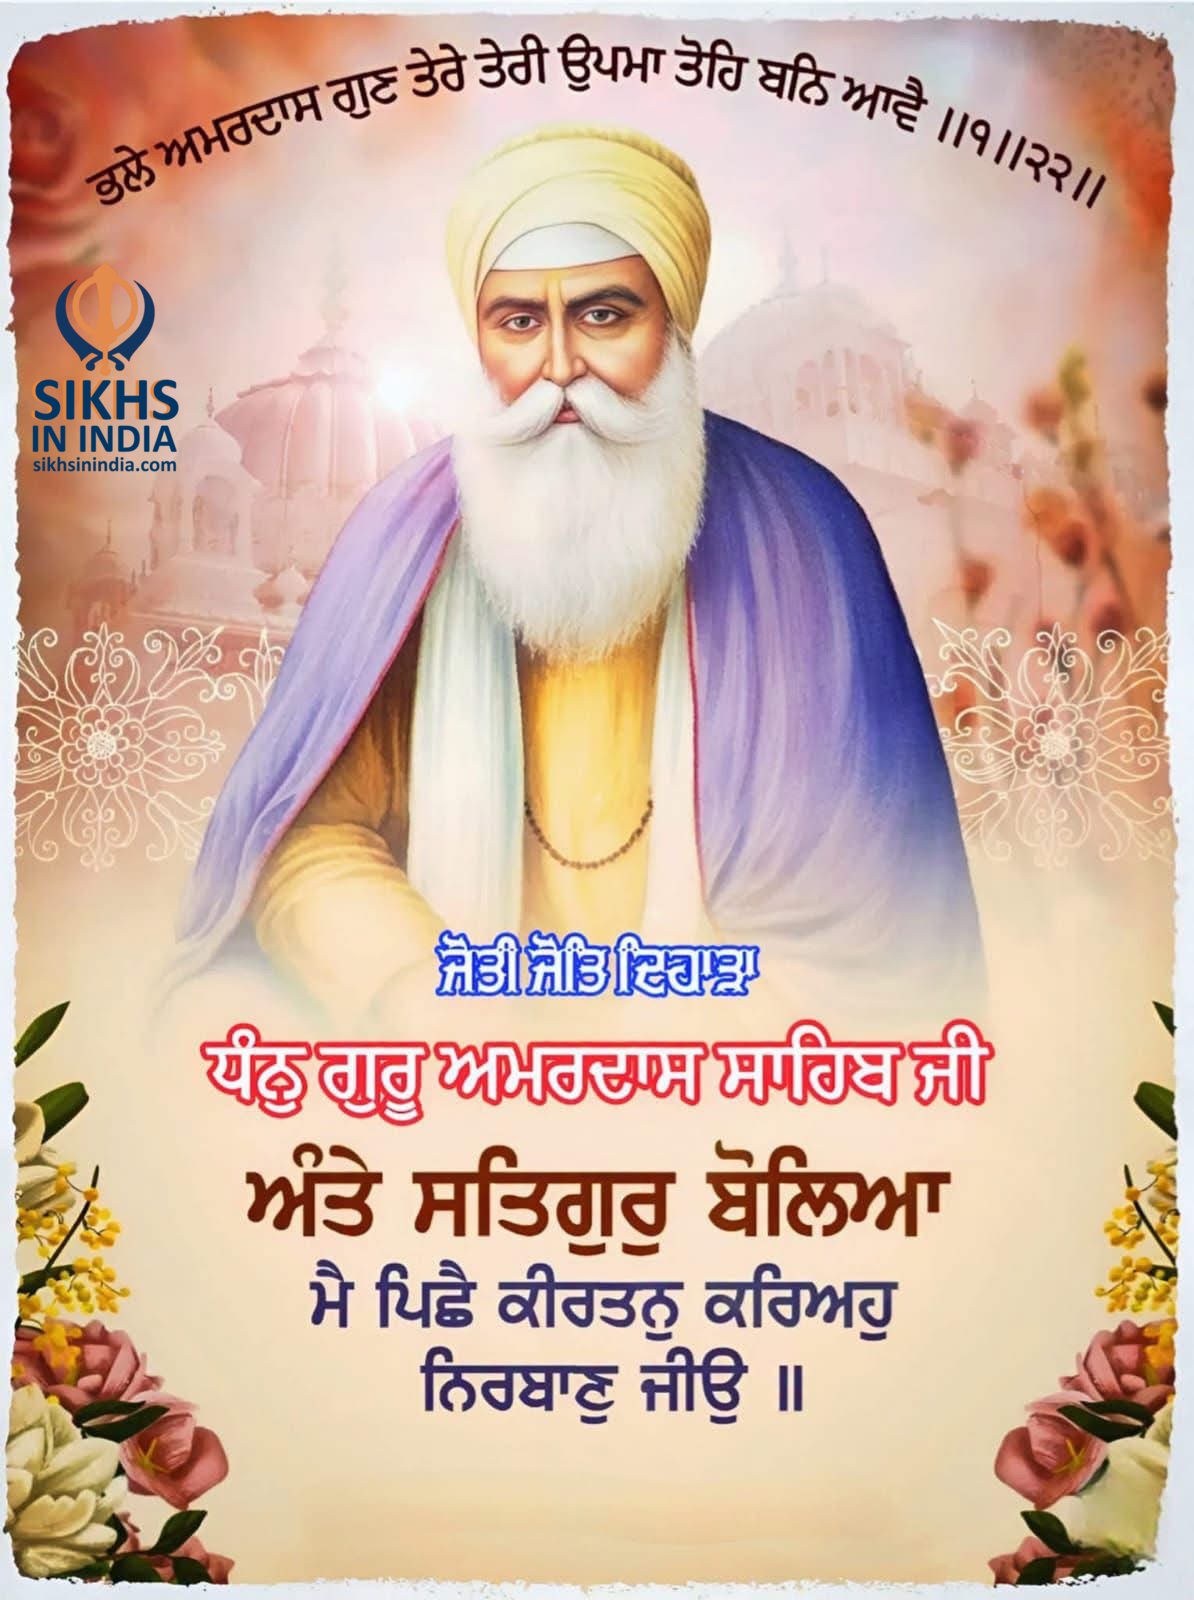 ਭਲੇ ਅਮਰਦਾਸ ਗੁਣ ਤੇਰੇ ਤੇਰੀ ਉਪਮਾ ਤੋਹਿ ਬਨਿ ਆਵੈ ॥੧॥੨੨॥
SIKHS
IN INDIA
sikhsinindia.com
ਜੋਤੀ ਜੋਤਿ ਦਿਹਾੜਾ
ਧੰਨੁ ਗੁਰੂ ਅਮਰਦਾਸ ਸਾਹਿਬ ਜੀ
ਅੰਤੇ ਸਤਿਗੁਰੁ ਬੋਲਿਆ
ਮੈ ਪਿਛੈ ਕੀਰਤਨੁ ਕਰਿਅਹੁ
ਨਿਰਬਾਣੁ ਜੀਉ ॥